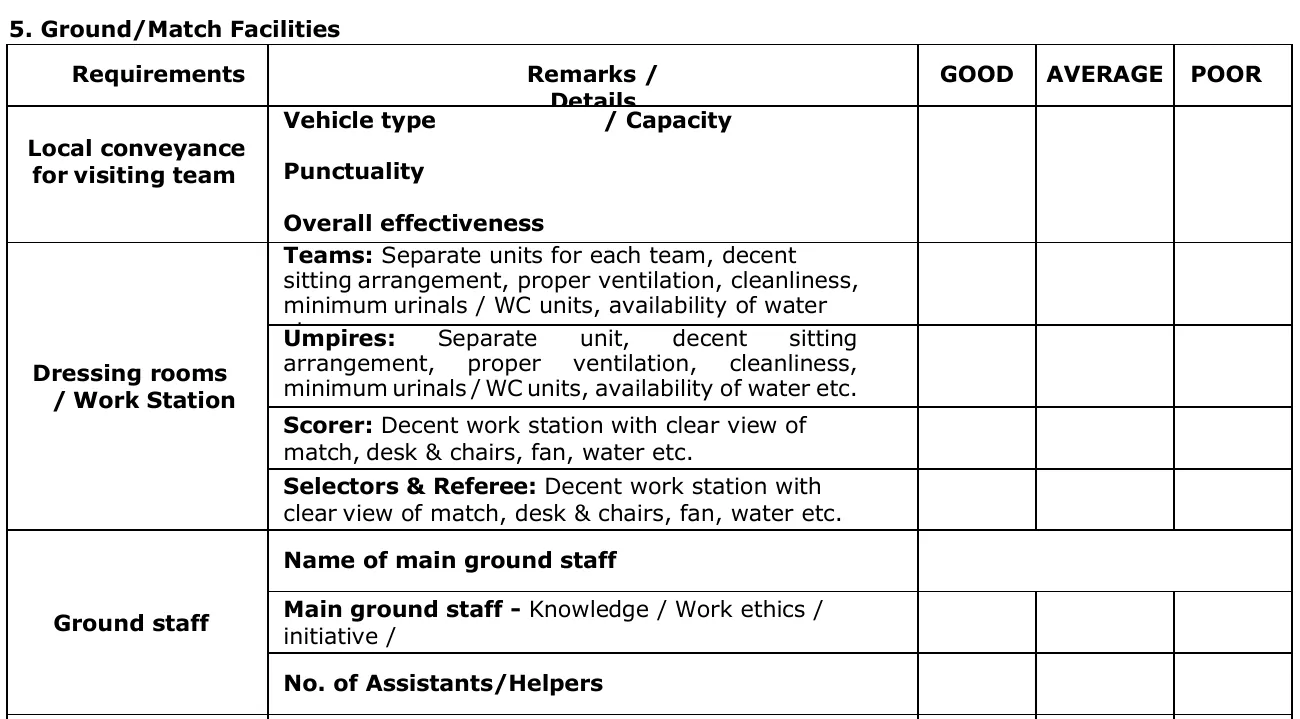 5. Ground/Match Facilities
Requirements
Remarks /
Details
GOOD
AVERAGE
POOR
Local conveyance
for visiting team
Vehicle type / Capacity
Punctuality
Overall effectiveness
Dressing rooms
/ Work Station
Teams: Separate units for each team, decent
sitting arrangement, proper ventilation, cleanliness,
minimum urinals / WC units, availability of water
Umpires: Separate unit, decent sitting
arrangement, proper ventilation, cleanliness,
minimum urinals / WC units, availability of water etc.
Scorer: Decent work station with clear view of
match, desk & chairs, fan, water etc.
Selectors & Referee: Decent work station with
clear view of match, desk & chairs, fan, water etc.
Ground staff
Name of main ground staff
Main ground staff - Knowledge / Work ethics /
initiative /
No. of Assistants/Helpers